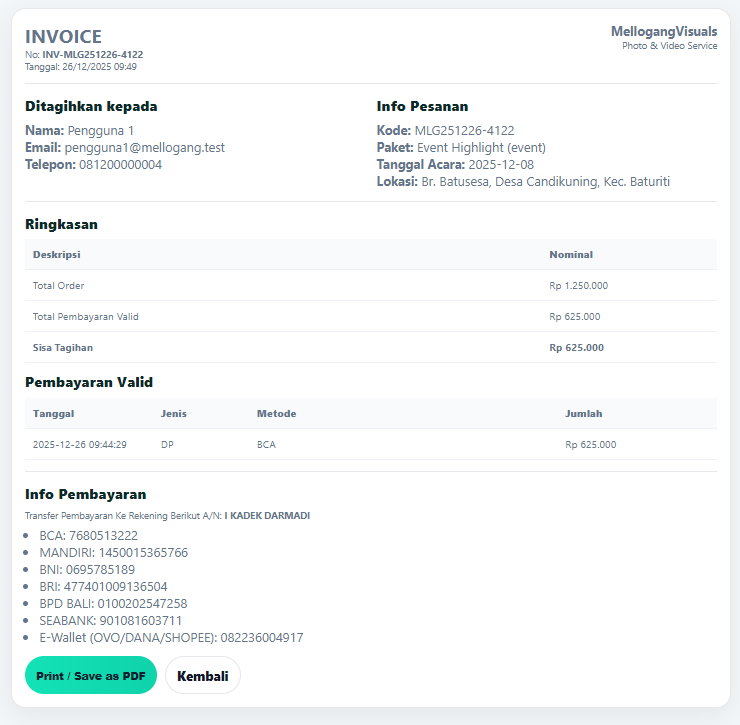 INVOICE
No: INV-MLG251226-4122
Tanggal: 26/12/2025 09:49
MellogangVisuals
Photo & Video Service
Ditagihkan kepada
Nama: Pengguna 1
Email: pengguna1@mellogang.test
Telepon: 081200000004
Info Pesanan
Kode: MLG251226-4122
Paket: Event Highlight (event)
Tanggal Acara: 2025-12-08
Lokasi: Br. Batusesa, Desa Candikuning, Kec. Baturiti
Ringkasan
Deskripsi Nominal
Total Order Rp 1.250.000
Total Pembayaran Valid Rp 625.000
Sisa Tagihan Rp 625.000
Pembayaran Valid
Tanggal Jenis Metode Jumlah
2025-12-26 09:44:29 DP BCA Rp 625.000
Info Pembayaran
Transfer Pembayaran Ke Rekening Berikut A/N: I KADEK DARMADI
• BCA: 7680513222
• MANDIRI: 1450015365766
• BNI: 0695785189
• BRI: 477401009136504
• BPD BALI: 0100202547258
• SEABANK: 901081603711
• E-Wallet (OVO/DANA/SHOPEE): 082236004917
Print / Save as PDF Kembali